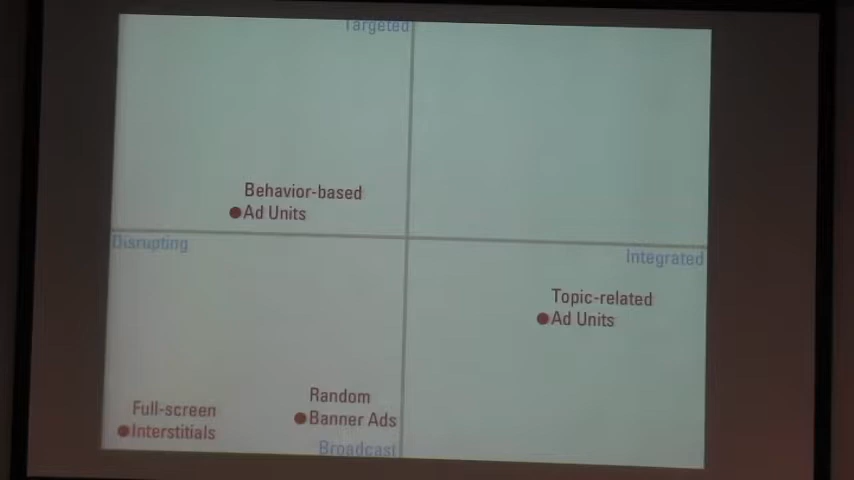 Targeted
Behavior-based
Ad Units
Disrupting
Integrated
Topic-related
Ad Units
Random
Banner Ads
Full-screen
Interstitials
Broadcast